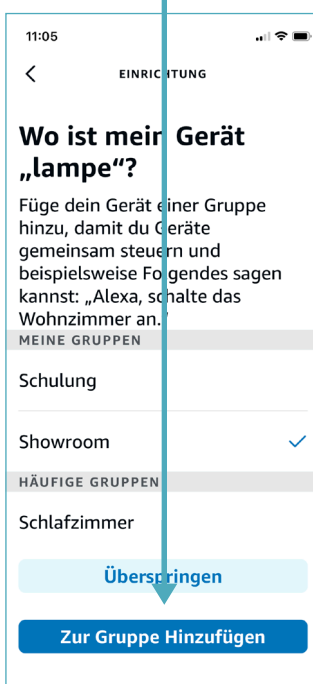 11:05
EINRICHTUNG
Wo ist mein Gerät
„lampe“?
Füge dein Gerät einer Gruppe
hinzu, damit du Geräte
gemeinsam steuern und
beispielsweise Folgendes sagen
kannst: „Alexa, schalte das
Wohnzimmer an.“
MEINE GRUPPEN
Schulung
Showroom
HÄUFIGE GRUPPEN
Schlafzimmer
Überspringen
Zur Gruppe Hinzufügen